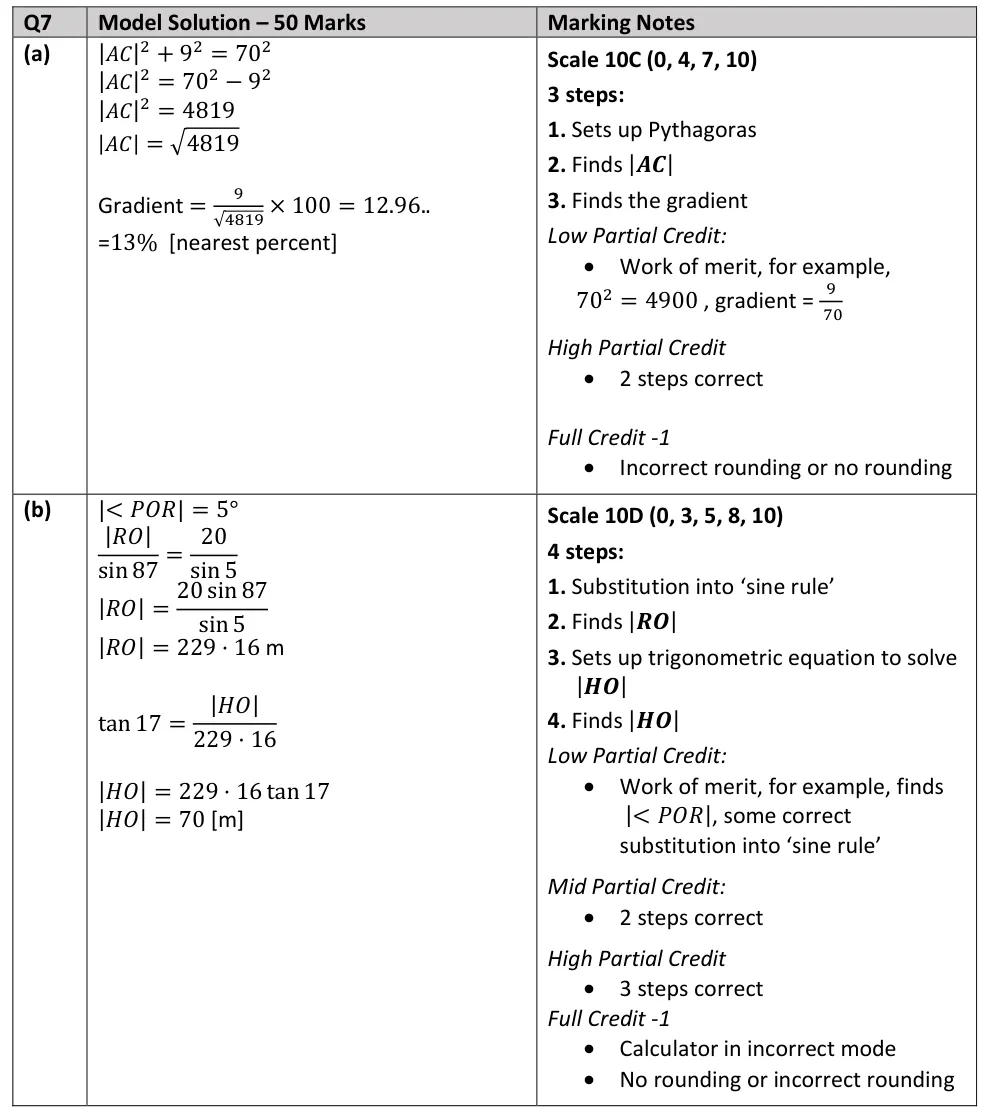 Q7 Model Solution – 50 Marks Marking Notes
(a)
|AC|² + 9² = 70²
|AC|² = 70² − 9²
|AC|² = 4819
|AC| = √4819
Gradient = 9/√4819 × 100 = 12.96..
=13% [nearest percent]
Scale 10C (0, 4, 7, 10)
3 steps:
1. Sets up Pythagoras
2. Finds |AC|
3. Finds the gradient
Low Partial Credit:
• Work of merit, for example,
70² = 4900 , gradient = 9/70
High Partial Credit
• 2 steps correct
Full Credit -1
• Incorrect rounding or no rounding
(b)
|< POR| = 5°
|RO|/sin 87 = 20/sin 5
|RO| = 20 sin 87/sin 5
|RO| = 229 · 16 m
tan 17 = |HO|/229 · 16
|HO| = 229 · 16 tan 17
|HO| = 70 [m]
Scale 10D (0, 3, 5, 8, 10)
4 steps:
1. Substitution into ‘sine rule’
2. Finds |RO|
3. Sets up trigonometric equation to solve
|HO|
4. Finds |HO|
Low Partial Credit:
• Work of merit, for example, finds
|< POR|, some correct
substitution into ‘sine rule’
Mid Partial Credit:
• 2 steps correct
High Partial Credit
• 3 steps correct
Full Credit -1
• Calculator in incorrect mode
• No rounding or incorrect rounding